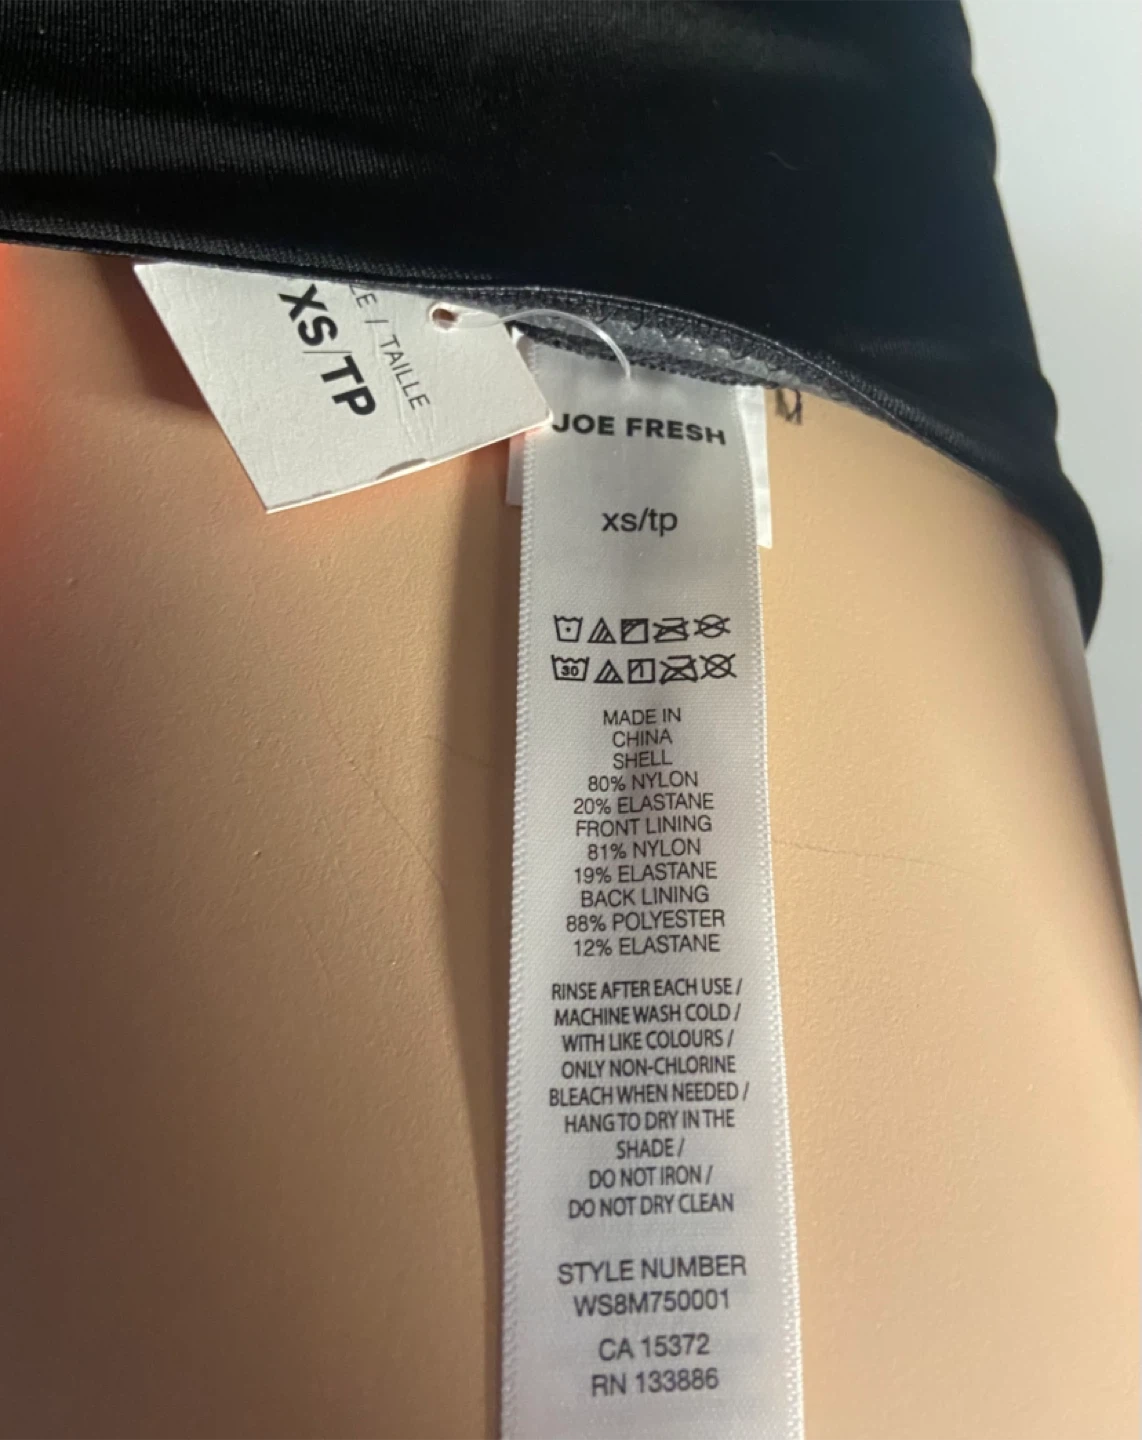 LE / TAILLE
XS/TP
JOE FRESH
xs/tp
30
MADE IN
CHINA
SHELL
80% NYLON
20% ELASTANE
FRONT LINING
81% NYLON
19% ELASTANE
BACK LINING
88% POLYESTER
12% ELASTANE
RINSE AFTER EACH USE /
MACHINE WASH COLD /
WITH LIKE COLOURS /
ONLY NON-CHLORINE
BLEACH WHEN NEEDED /
HANG TO DRY IN THE
SHADE /
DO NOT IRON /
DO NOT DRY CLEAN
STYLE NUMBER
WS8M750001
CA 15372
RN 133886